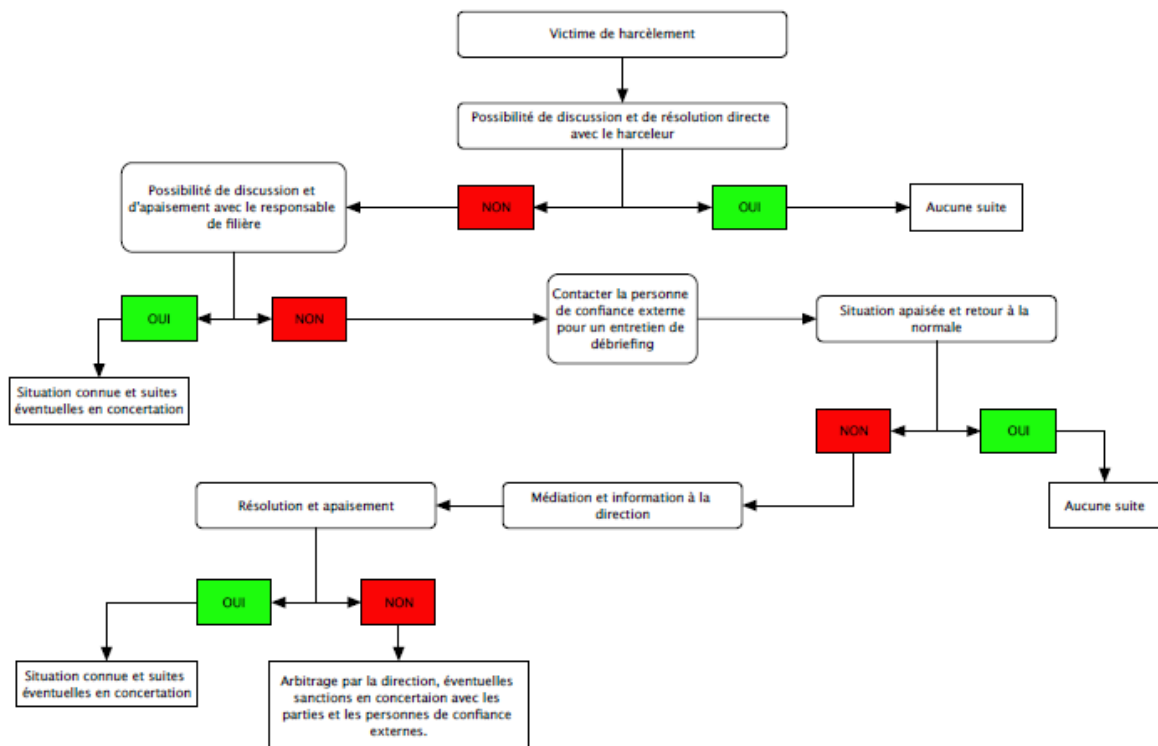 Victime de harcèlement
Possibilité de discussion et de résolution directe
avec le harceleur
Possibilité de discussion et
d'apaisement avec le responsable
de filière
NON
OUI
Aucune suite
OUI
NON
Contacter la personne
de confiance externe
pour un entretien de
débriefing
Situation apaisée et retour à la
normale
Situation connue et suites
éventuelles en concertation
NON
OUI
Résolution et apaisement
Médiation et information à la
direction
Aucune suite
OUI
NON
Situation connue et suites
éventuelles en concertation
Arbitrage par la direction, éventuelles
sanctions en concertaion avec les
parties et les personnes de confiance
externes.